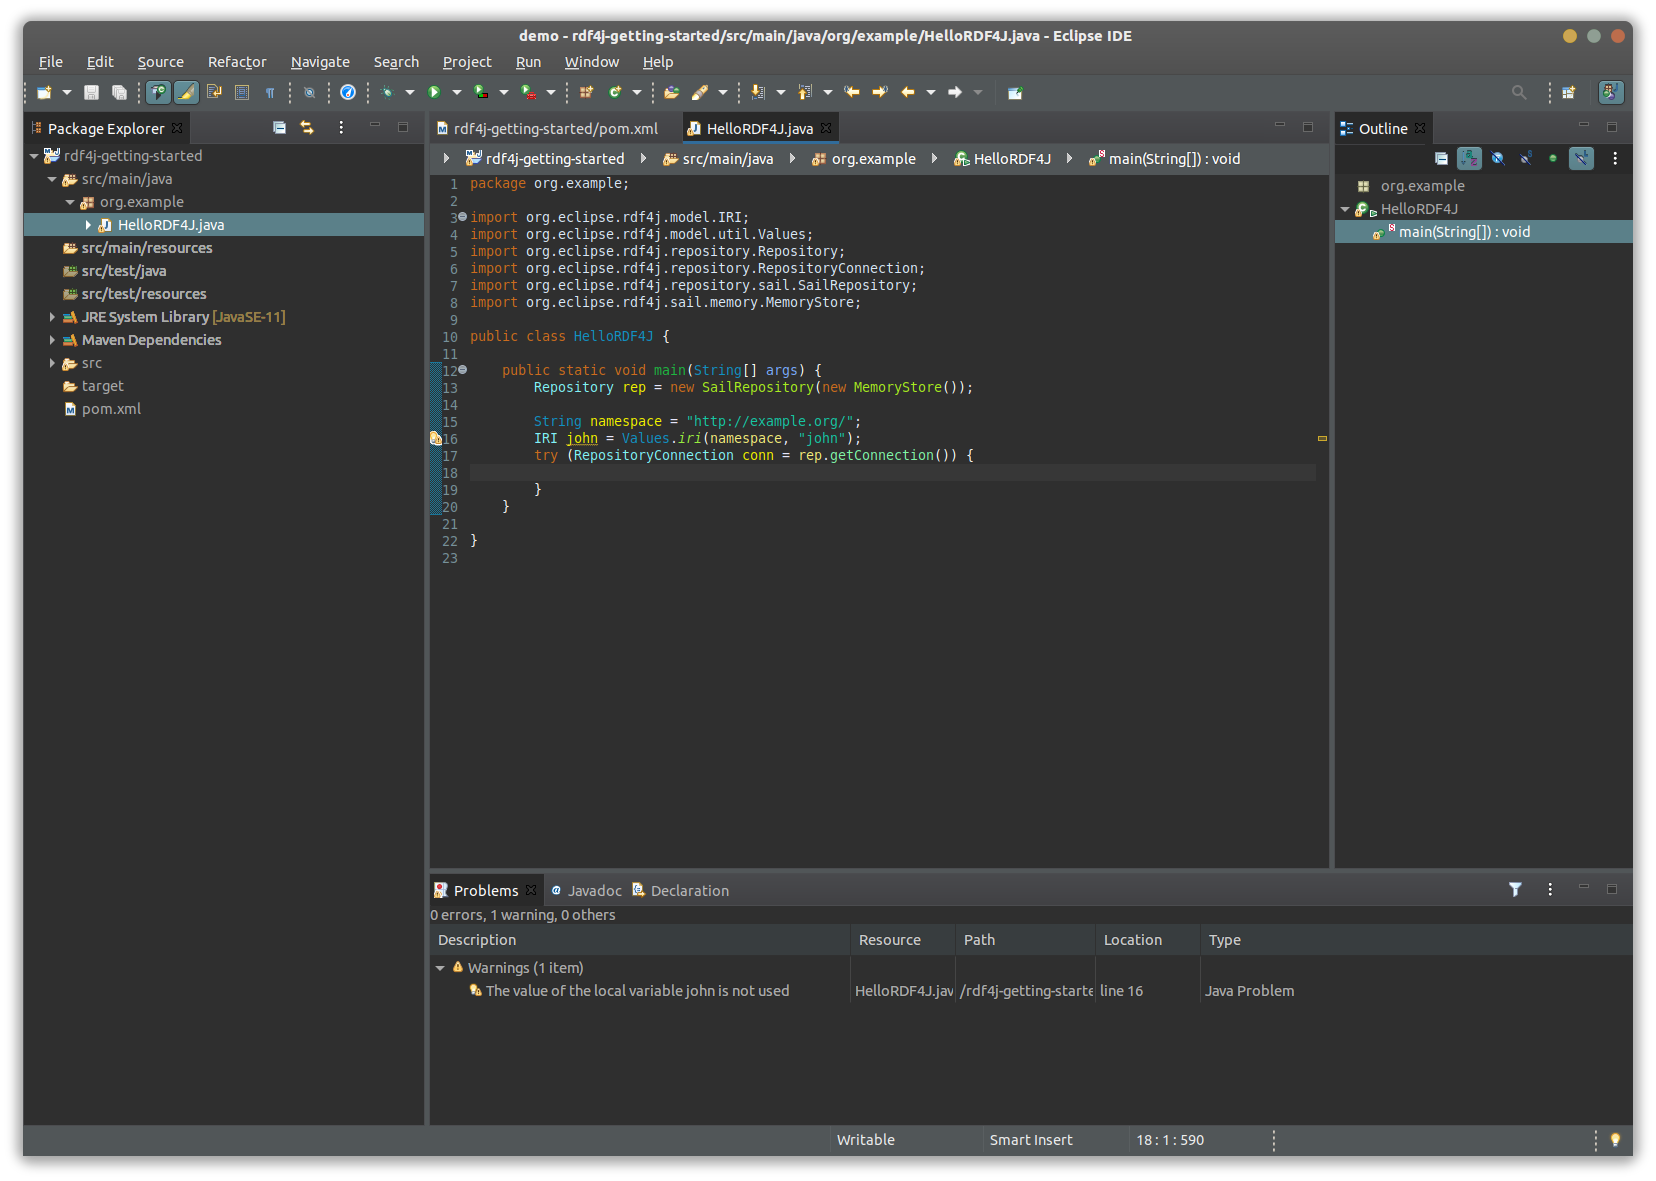 demo - rdf4j-getting-started/src/main/java/org/example/HelloRDF4J.java - Eclipse IDE
File Edit Source Refactor Navigate Search Project Run Window Help
Package Explorer
rdf4j-getting-started
src/main/java
org.example
HelloRDF4J.java
src/main/resources
src/test/java
src/test/resources
JRE System Library [JavaSE-11]
Maven Dependencies
src
target
pom.xml
rdf4j-getting-started/pom.xml HelloRDF4J.java
rdf4j-getting-started src/main/java org.example HelloRDF4J main(String[]) : void
1 package org.example;
2
3 import org.eclipse.rdf4j.model.IRI;
4 import org.eclipse.rdf4j.model.util.Values;
5 import org.eclipse.rdf4j.repository.Repository;
6 import org.eclipse.rdf4j.repository.RepositoryConnection;
7 import org.eclipse.rdf4j.repository.sail.SailRepository;
8 import org.eclipse.rdf4j.sail.memory.MemoryStore;
9
10 public class HelloRDF4J {
11
12 public static void main(String[] args) {
13 Repository rep = new SailRepository(new MemoryStore());
14
15 String namespace = "http://example.org/";
16 IRI john = Values.iri(namespace, "john");
17 try (RepositoryConnection conn = rep.getConnection()) {
18
19 }
20 }
21
22 }
23
Outline
org.example
HelloRDF4J
main(String[]) : void
Problems Javadoc Declaration
0 errors, 1 warning, 0 others
Description Resource Path Location Type
Warnings (1 item)
The value of the local variable john is not used HelloRDF4J.jav /rdf4j-getting-starte line 16 Java Problem
Writable Smart Insert 18 : 1 : 590